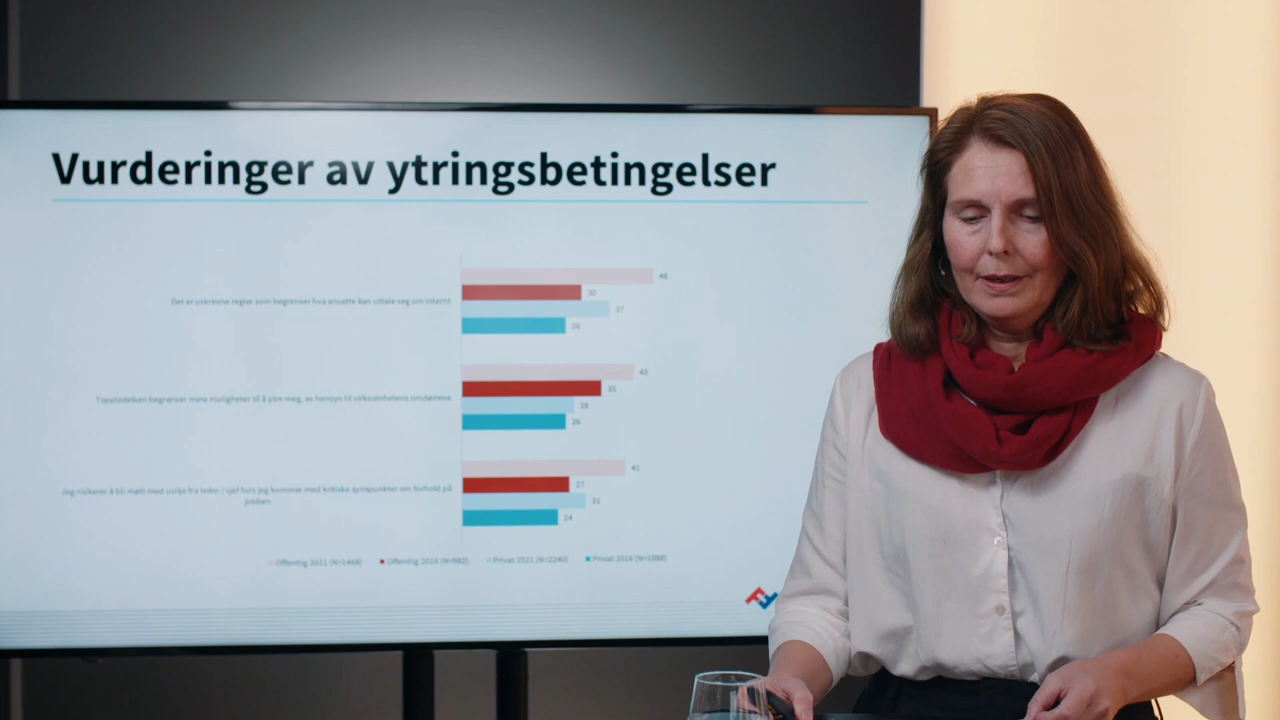 Vurderinger av ytringsbetingelser
48
Det er uskrevne regler som begrenser hva ansatte kan uttale seg om internt
30
37
26
43
35
Toppledelsen begrenser mine muligheter til å ytre meg, av hensyn til virksomhetens omdømme
28
26
41
Jeg risikerer å bli møtt med uvilje fra leder / sjef hvis jeg kommer med kritiske synspunkter om forhold på
jobben
27
31
24
Offentlig 2021 (N=1468) Offentlig 2016 (N=982) Privat 2021 (N=2240) Privat 2016 (N=1888)